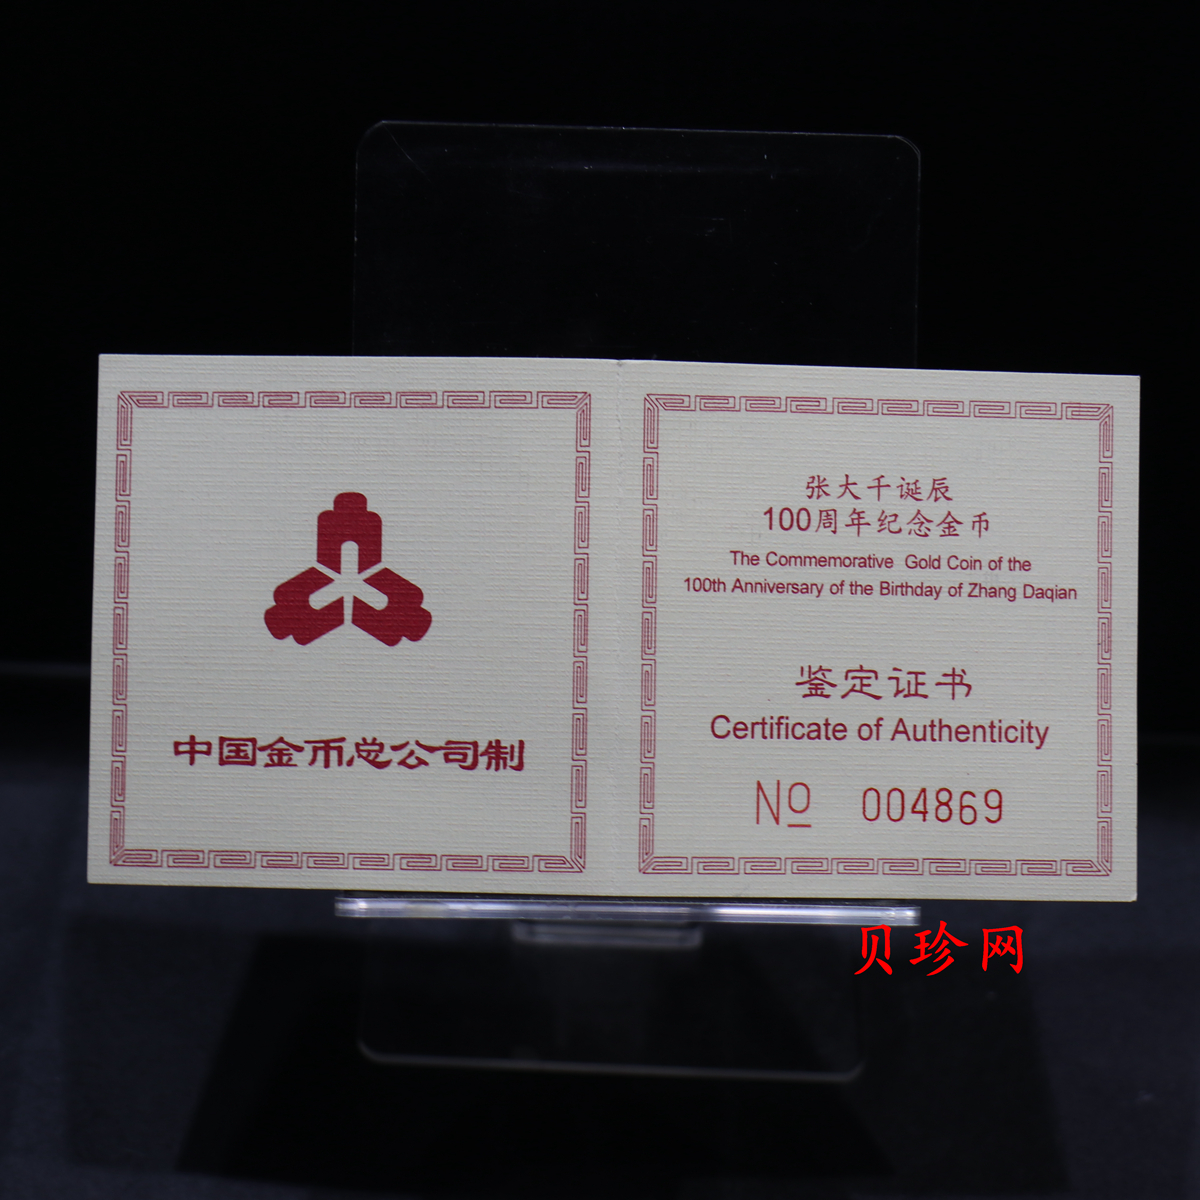 中国金币总公司制
张大千诞辰
100周年纪念金币
The Commemorative Gold Coin of the
100th Anniversary of the Birthday of Zhang Daqian
鉴定证书
Certificate of Authenticity
No 004869
贝珍网